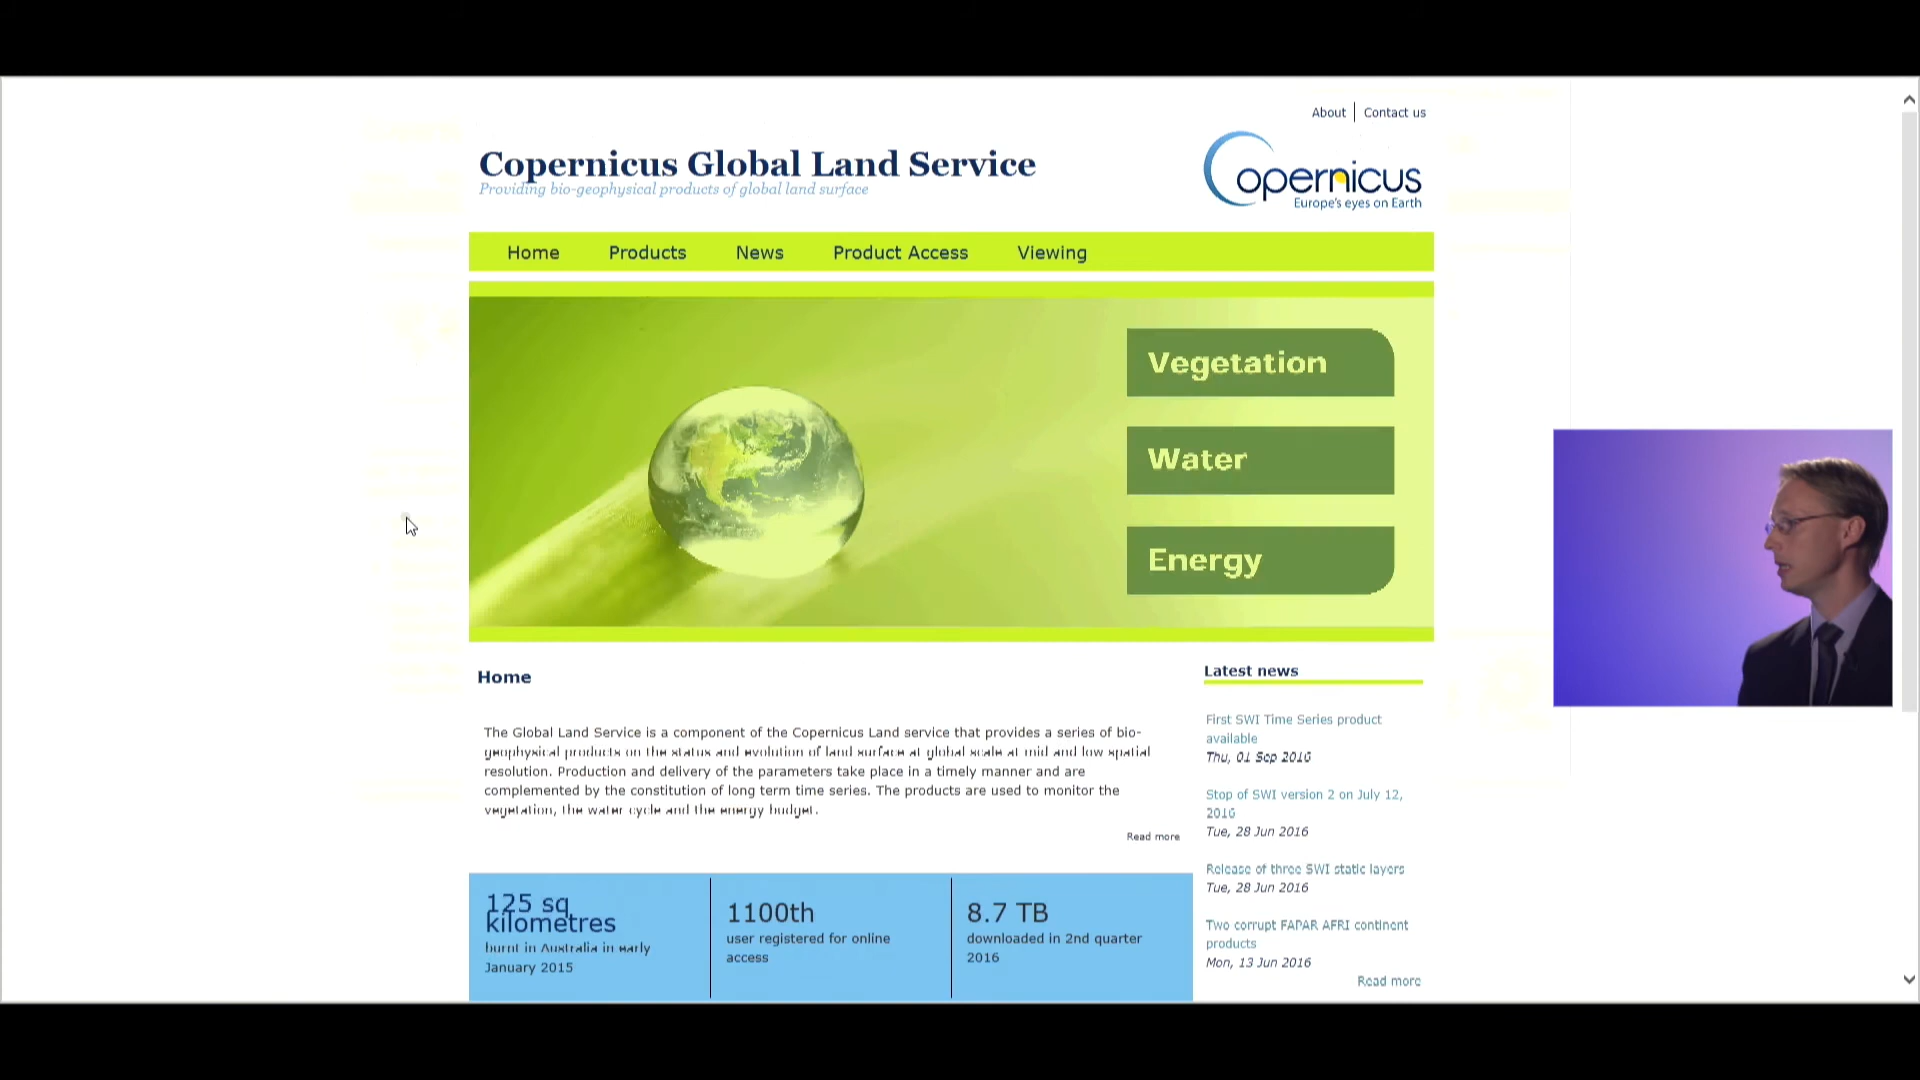 About
Contact us
Copernicus Global Land Service
Providing bio-geophysical products of global land surface
opernicus
Europe's eyes on Earth
Home
Products
News
Product Access
Viewing
Vegetation
Water
Energy
Home
The Global Land Service is a component of the Copernicus Land service that provides a series of bio-
geophysical products on the status and evolution of land surface at global scale at mid and low spatial
resolution. Production and delivery of the parameters take place in a timely manner and are
complemented by the constitution of long term time series. The products are used to monitor the
vegetation, the water cycle and the energy budget.
Read more
125 sq
kilometres
burnt in Australia in early
January 2015
1100th
user registered for online
access
8.7 TB
downloaded in 2nd quarter
2016
Latest news
First SWI Time Series product
available
Thu, 01 Sep 2016
Stop of SWI version 2 on July 12,
2016
Tue, 28 Jun 2016
Release of three SWI static layers
Tue, 28 Jun 2016
Two corrupt FAPAR AFRI continent
products
Mon, 13 Jun 2016
Read more